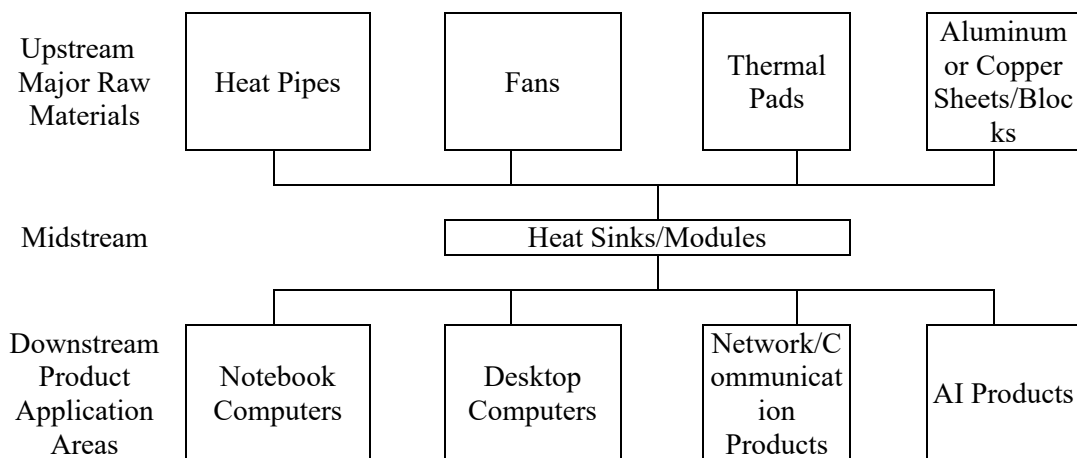 Upstream
Major Raw
Materials
Heat Pipes
Fans
Thermal
Pads
Aluminum
or Copper
Sheets/Bloc
ks
Midstream
Heat Sinks/Modules
Downstream
Product
Application
Areas
Notebook
Computers
Desktop
Computers
Network/C
ommunicat
ion
Products
AI Products